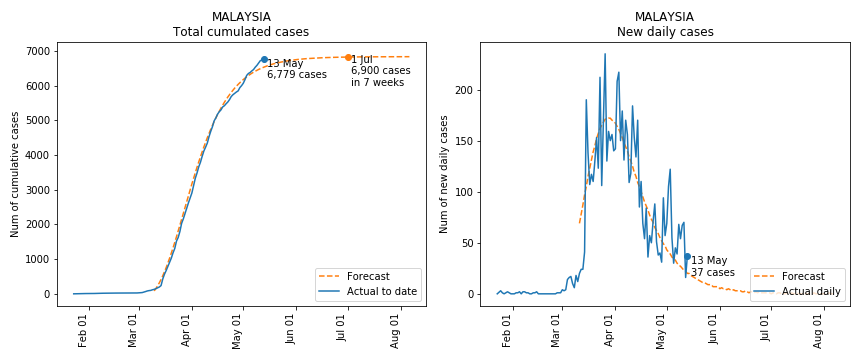 MALAYSIA
Total cumulated cases
Num of cumulative cases
7000
6000
5000
4000
3000
2000
1000
0
13 May
6,779 cases
1 Jul
6,900 cases
in 7 weeks
Forecast
Actual to date
Feb 01
Mar 01
Apr 01
May 01
Jun 01
Jul 01
Aug 01
MALAYSIA
New daily cases
Num of new daily cases
200
150
100
50
0
13 May
37 cases
Forecast
Actual daily
Feb 01
Mar 01
Apr 01
May 01
Jun 01
Jul 01
Aug 01